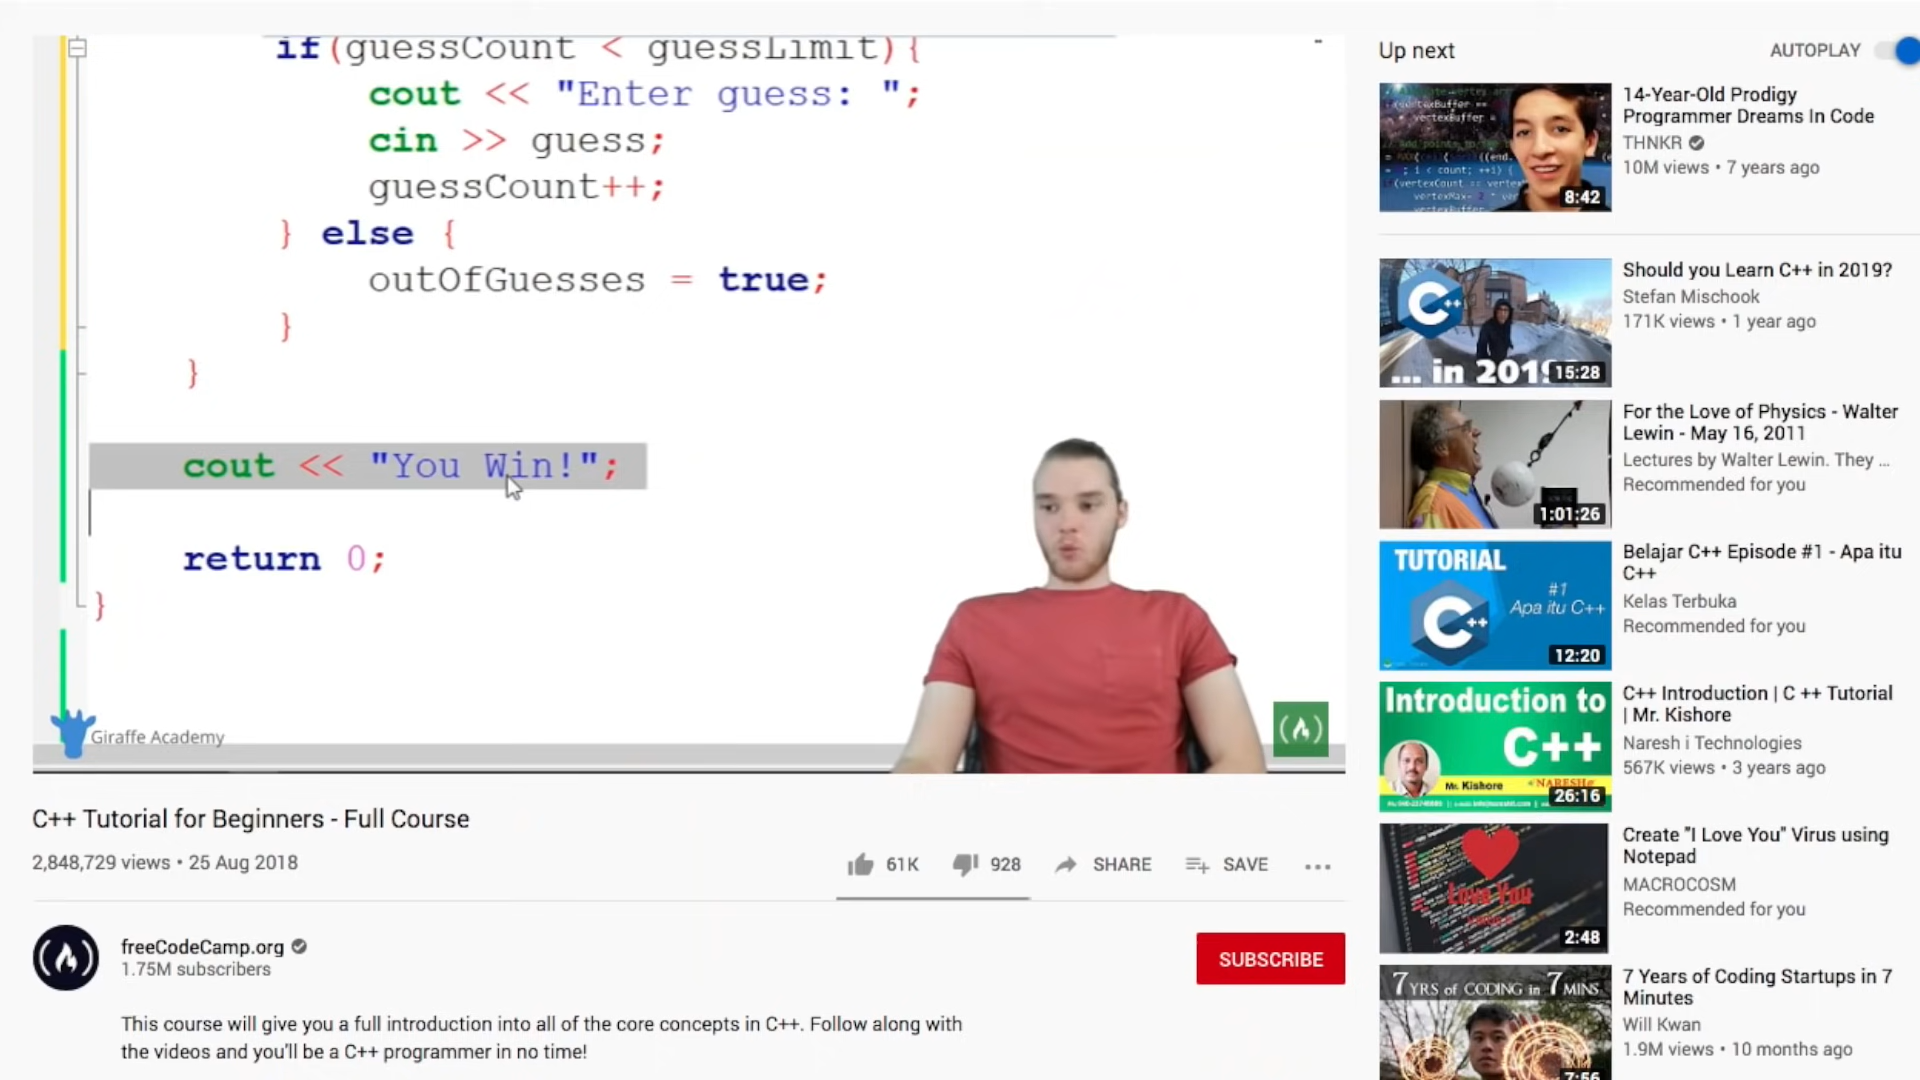 if(guessCount < guessLimit){
cout << "Enter guess: ";
cin >> guess;
guessCount++;
} else {
outOfGuesses = true;
}
}
cout << "You Win!";
return 0;
}
Giraffe Academy
C++ Tutorial for Beginners - Full Course
2,848,729 views • 25 Aug 2018
61K
928
SHARE
SAVE
freeCodeCamp.org
1.75M subscribers
SUBSCRIBE
This course will give you a full introduction into all of the core concepts in C++. Follow along with
the videos and you'll be a C++ programmer in no time!
Up next
AUTOPLAY
8:42
14-Year-Old Prodigy
Programmer Dreams In Code
THNKR
10M views • 7 years ago
C++
... in 2019
15:28
Should you Learn C++ in 2019?
Stefan Mischook
171K views • 1 year ago
1:01:26
For the Love of Physics - Walter
Lewin - May 16, 2011
Lectures by Walter Lewin. They ...
Recommended for you
TUTORIAL
#1
Apa itu C++
C++
12:20
Belajar C++ Episode #1 - Apa itu
C++
Kelas Terbuka
Recommended for you
Introduction to
C++
Mr. Kishore
NARESH
26:16
C++ Introduction | C ++ Tutorial
| Mr. Kishore
Naresh i Technologies
567K views • 3 years ago
Love You
2:48
Create "I Love You" Virus using
Notepad
MACROCOSM
Recommended for you
7 YRS of CODING in 7 MINS
7:56
7 Years of Coding Startups in 7
Minutes
Will Kwan
1.9M views • 10 months ago